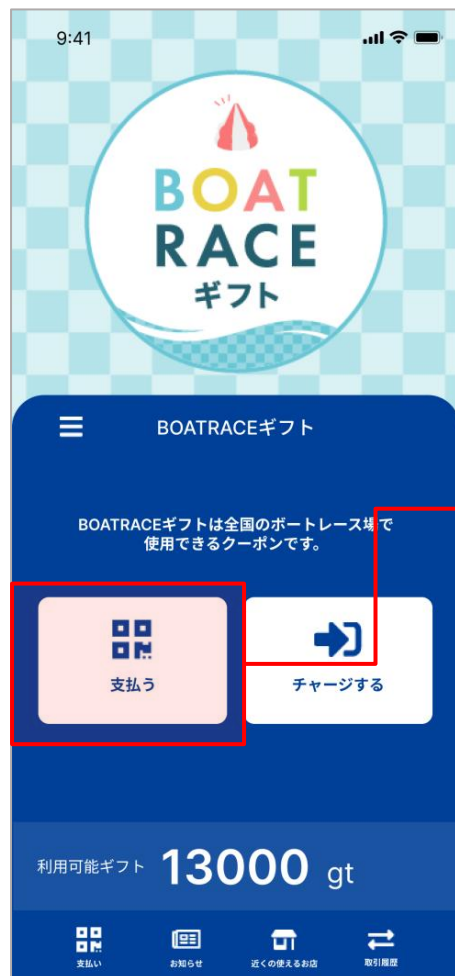 9:41
BOAT
RACE
ギフト
BOATRACEギフト
BOATRACEギフトは全国のボートレース場で
使用できるクーポンです。
支払う
チャージする
利用可能ギフト 13000 gt
支払い
お知らせ
近くの使えるお店
取引履歴